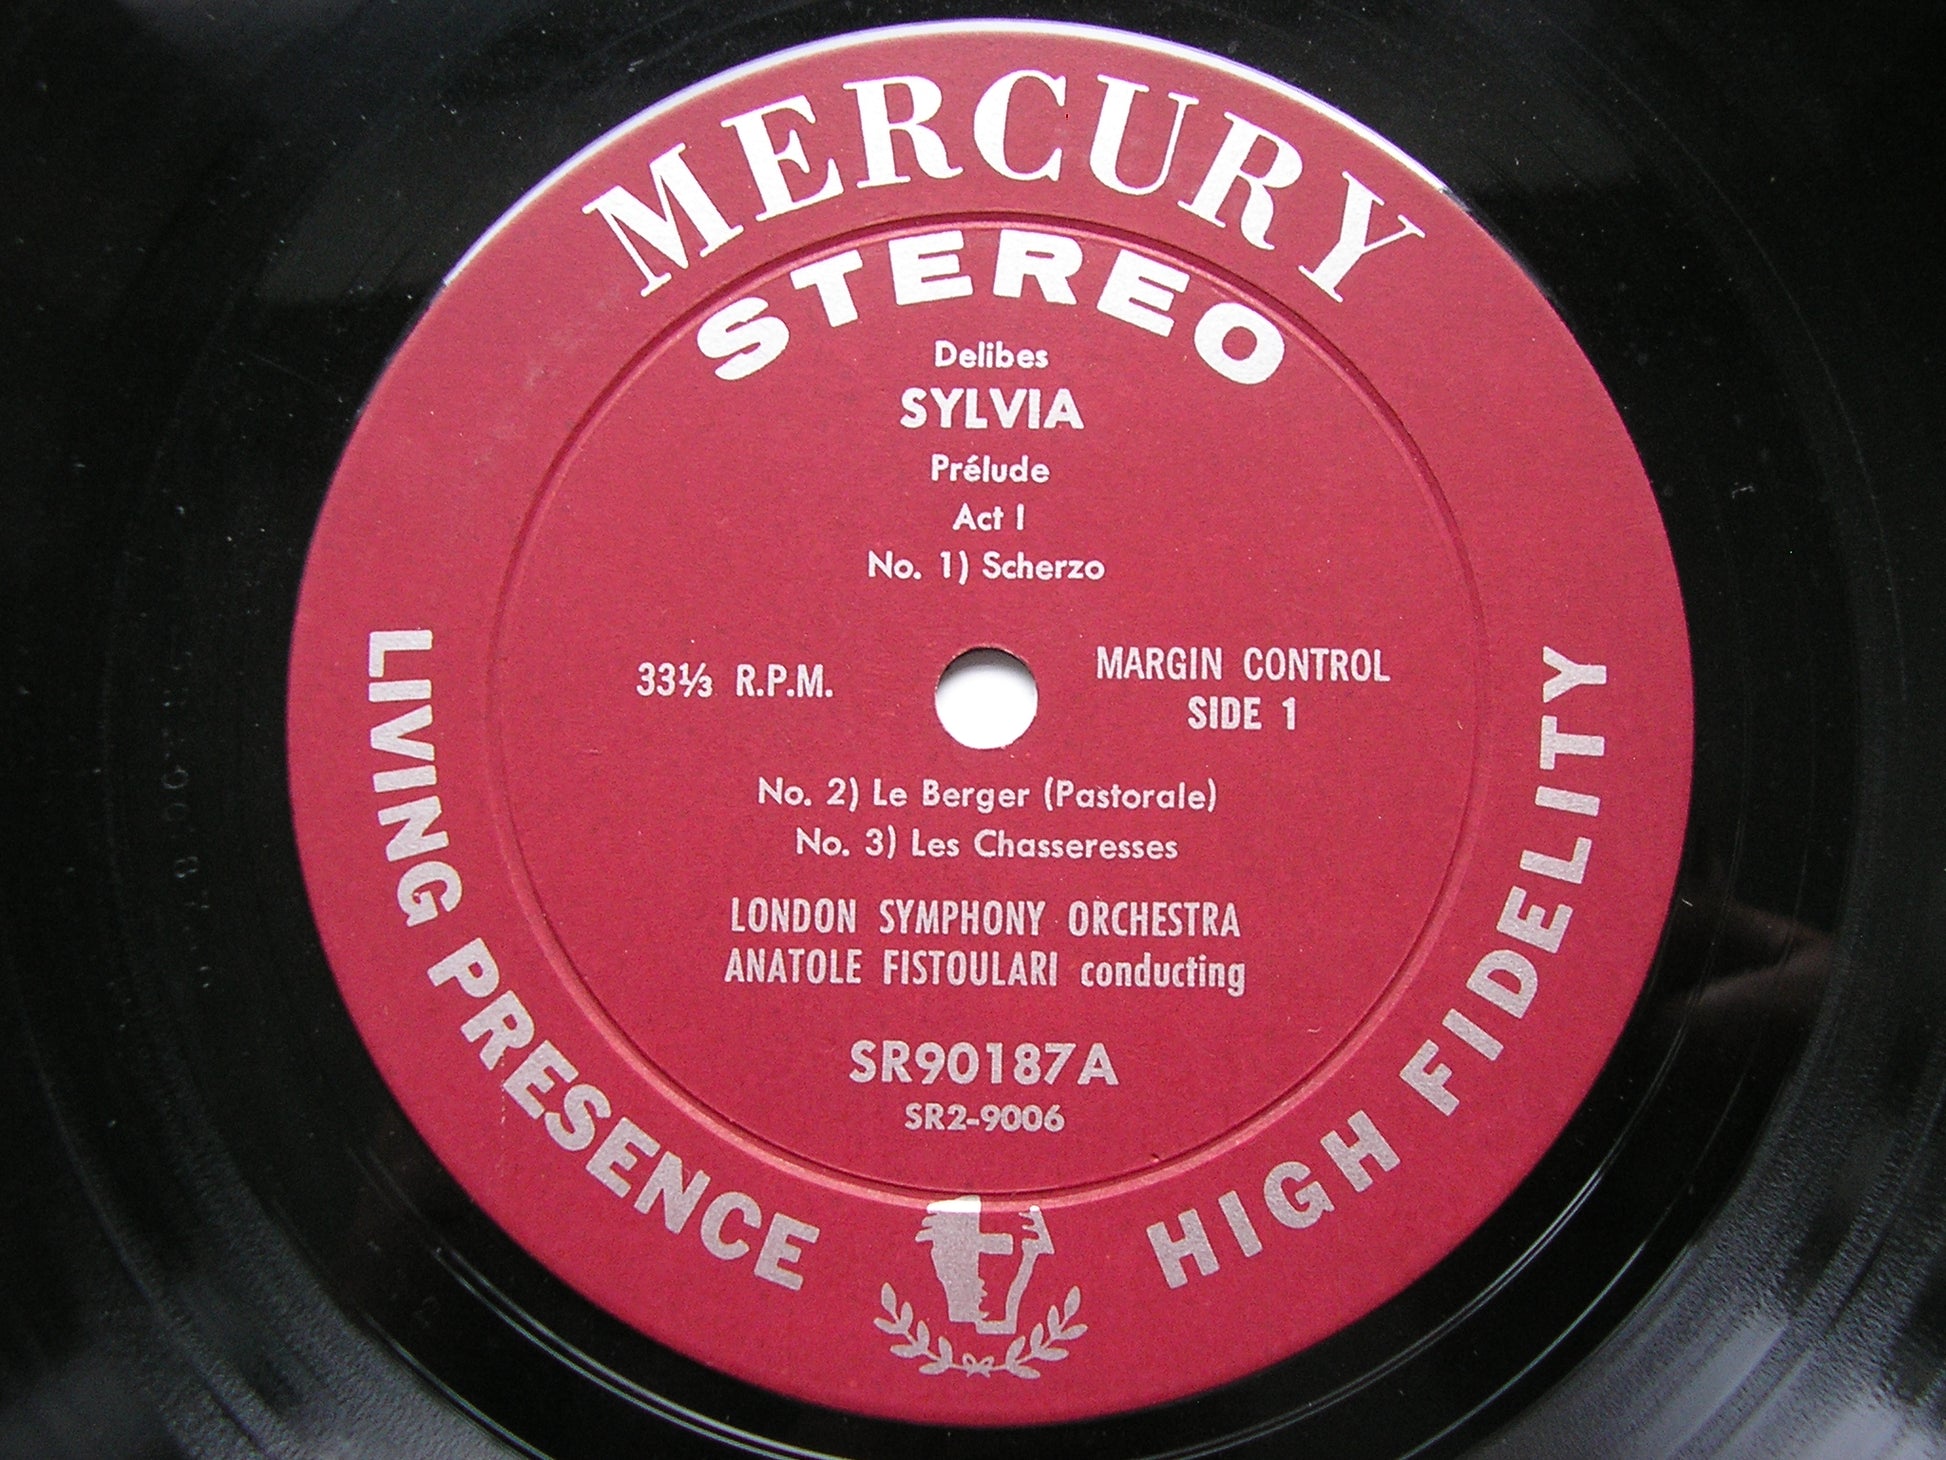 MERCURY
STEREO
Delibes
SYLVIA
Prélude
Act I
No. 1) Scherzo
33⅓ R.P.M.
MARGIN CONTROL
SIDE 1
No. 2) Le Berger (Pastorale)
No. 3) Les Chasseresses
LONDON SYMPHONY ORCHESTRA
ANATOLE FISTOULARI conducting
SR90187A
SR2-9006
LIVING PRESENCE
HIGH FIDELITY